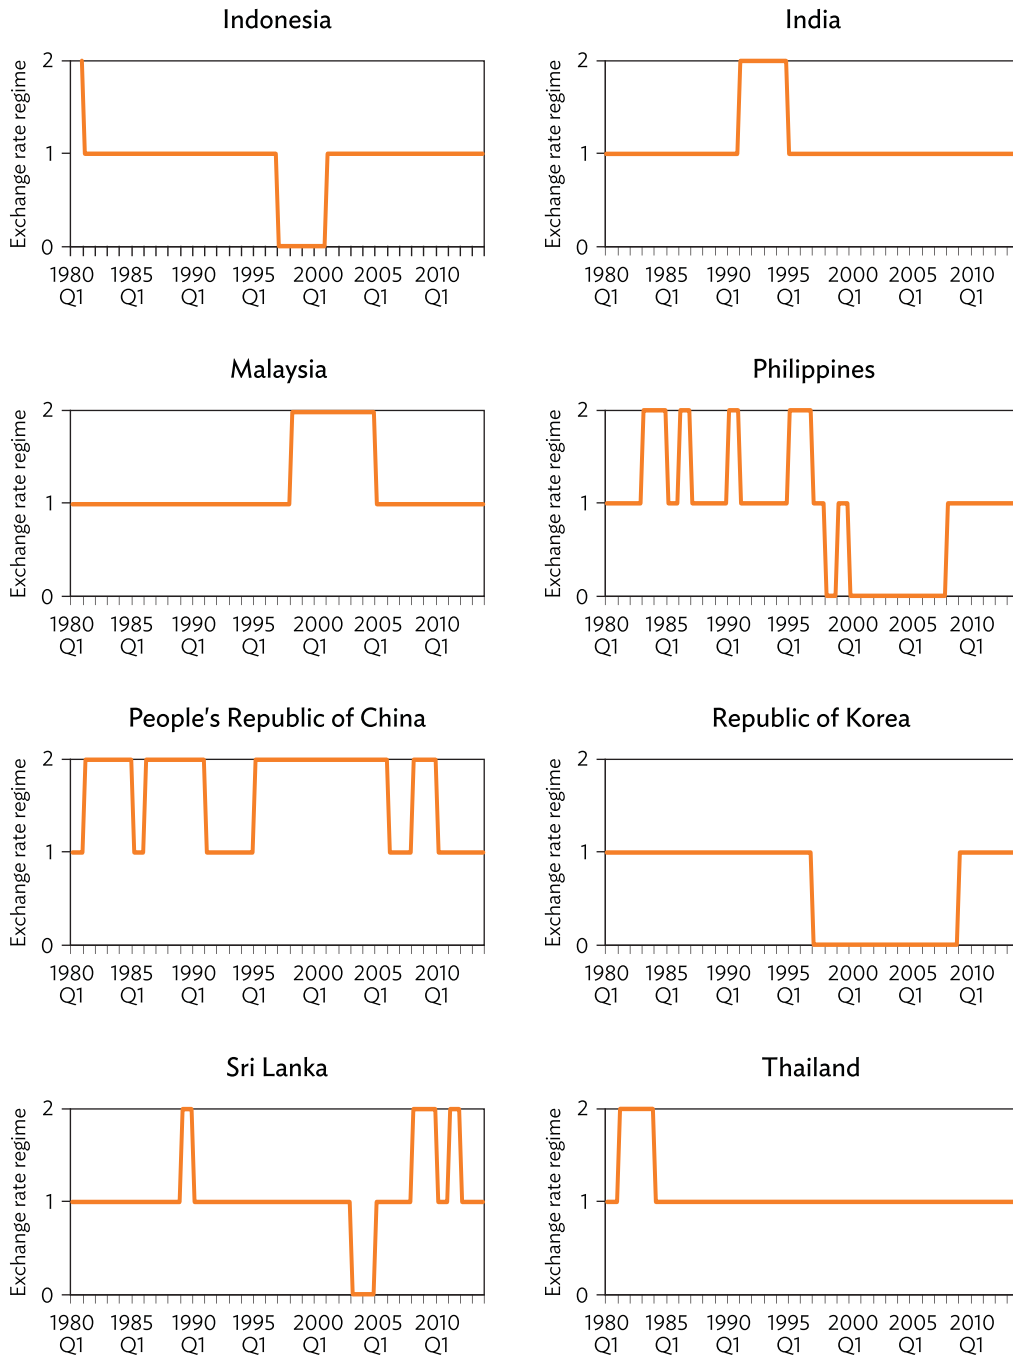 Indonesia
Exchange rate regime
2
1
0
1980 1985 1990 1995 2000 2005 2010
Q1 Q1 Q1 Q1 Q1 Q1 Q1
India
Exchange rate regime
2
1
0
1980 1985 1990 1995 2000 2005 2010
Q1 Q1 Q1 Q1 Q1 Q1 Q1
Malaysia
Exchange rate regime
2
1
0
1980 1985 1990 1995 2000 2005 2010
Q1 Q1 Q1 Q1 Q1 Q1 Q1
Philippines
Exchange rate regime
2
1
0
1980 1985 1990 1995 2000 2005 2010
Q1 Q1 Q1 Q1 Q1 Q1 Q1
People's Republic of China
Exchange rate regime
2
1
0
1980 1985 1990 1995 2000 2005 2010
Q1 Q1 Q1 Q1 Q1 Q1 Q1
Republic of Korea
Exchange rate regime
2
1
0
1980 1985 1990 1995 2000 2005 2010
Q1 Q1 Q1 Q1 Q1 Q1 Q1
Sri Lanka
Exchange rate regime
2
1
0
1980 1985 1990 1995 2000 2005 2010
Q1 Q1 Q1 Q1 Q1 Q1 Q1
Thailand
Exchange rate regime
2
1
0
1980 1985 1990 1995 2000 2005 2010
Q1 Q1 Q1 Q1 Q1 Q1 Q1